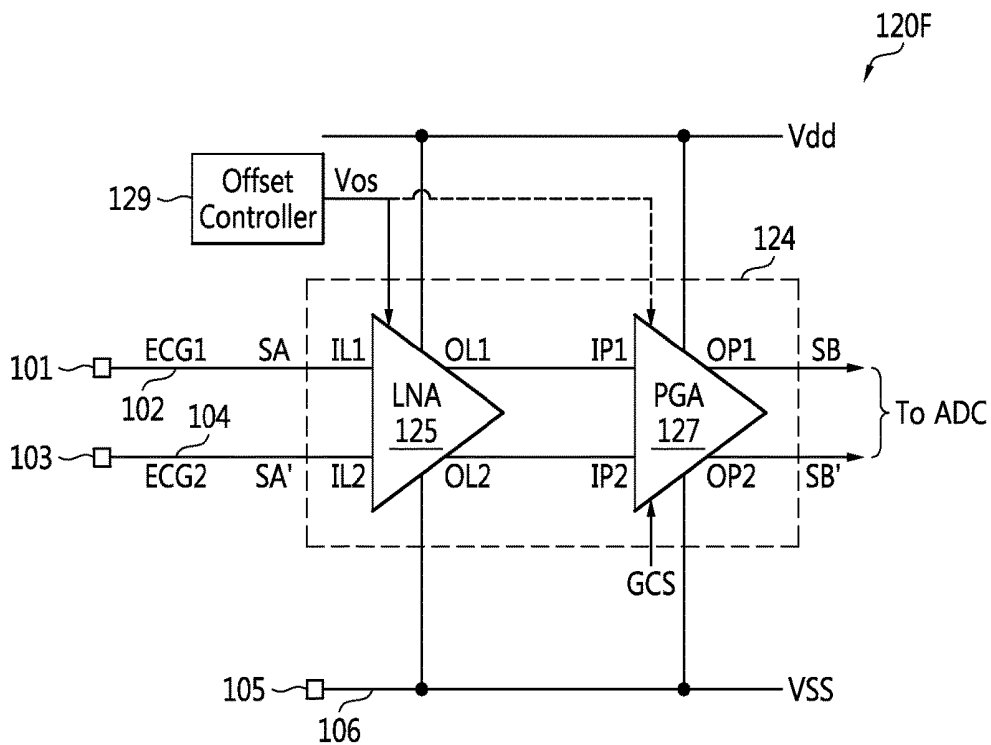 120F
Vdd
129
Offset
Controller
Vos
124
101
ECG1
SA
IL1
OL1
IP1
OP1
SB
102
LNA
125
PGA
127
To ADC
104
103
ECG2
SA'
IL2
OL2
IP2
OP2
SB'
GCS
105
106
VSS